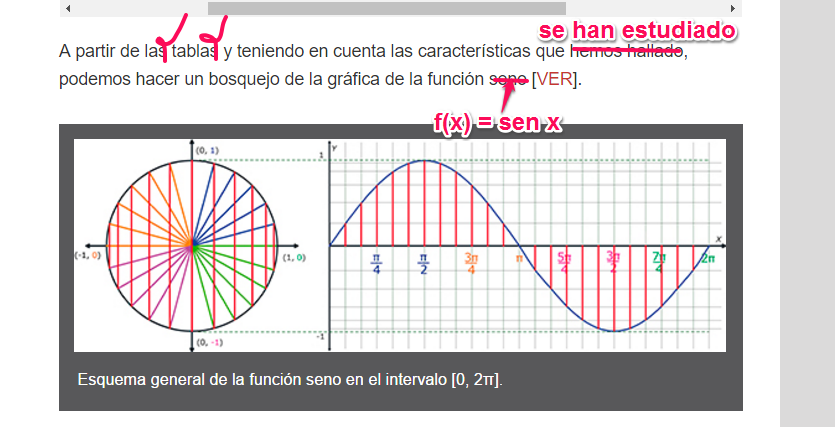 se han estudiado
A partir de las tablas y teniendo en cuenta las características que hemos hallado,
podemos hacer un bosquejo de la gráfica de la función seno [VER].
f(x) = sen x
(0, 1)
(-1, 0)
(1, 0)
(0, -1)
1
Y
X
-1
π/4 π/2 3π/4 π 5π/4 3π/2 7π/4 2π
Esquema general de la función seno en el intervalo [0, 2π].